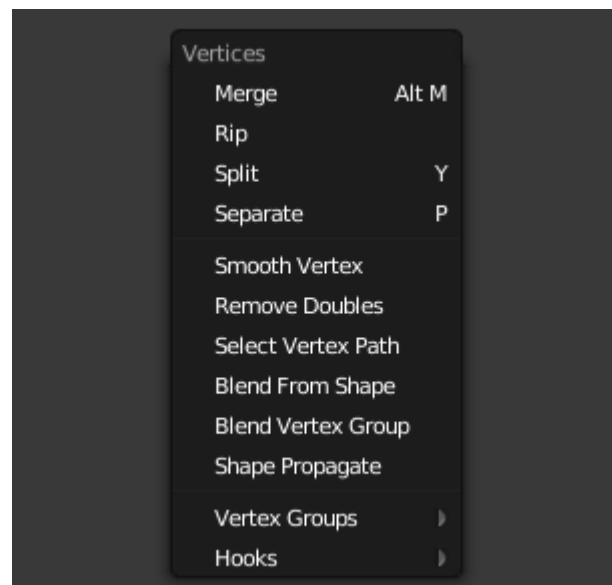 Vertices
Merge Alt M
Rip
Split Y
Separate P
Smooth Vertex
Remove Doubles
Select Vertex Path
Blend From Shape
Blend Vertex Group
Shape Propagate
Vertex Groups
Hooks